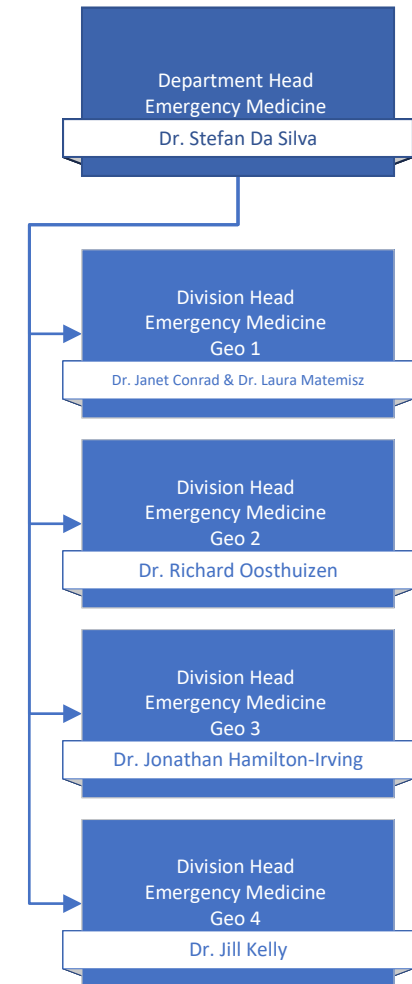 Department Head
Emergency Medicine
Dr. Stefan Da Silva
Division Head
Emergency Medicine
Geo 1
Dr. Janet Conrad & Dr. Laura Matemisz
Division Head
Emergency Medicine
Geo 2
Dr. Richard Oosthuizen
Division Head
Emergency Medicine
Geo 3
Dr. Jonathan Hamilton-Irving
Division Head
Emergency Medicine
Geo 4
Dr. Jill Kelly